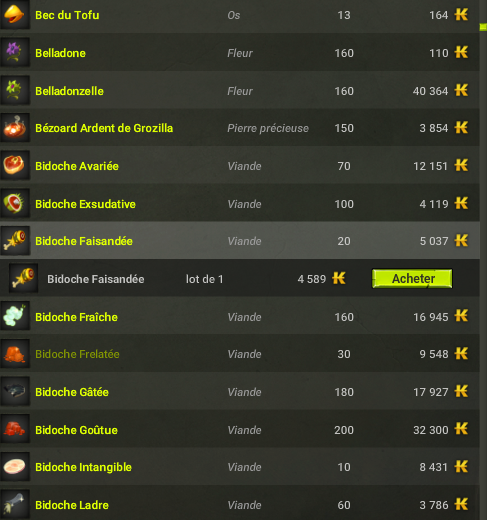 Bec du Tofu Os 13 164
Belladone Fleur 160 110
Belladonzelle Fleur 160 40 364
Bézoard Ardent de Grozilla Pierre précieuse 150 3 854
Bidoche Avariée Viande 70 12 151
Bidoche Exsudative Viande 100 4 119
Bidoche Faisandée Viande 20 5 037
Bidoche Faisandée lot de 1 4 589 Acheter
Bidoche Fraîche Viande 160 16 945
Bidoche Frelatée Viande 30 9 548
Bidoche Gâtée Viande 180 17 927
Bidoche Goûtue Viande 200 32 300
Bidoche Intangible Viande 10 8 431
Bidoche Ladre Viande 60 3 786